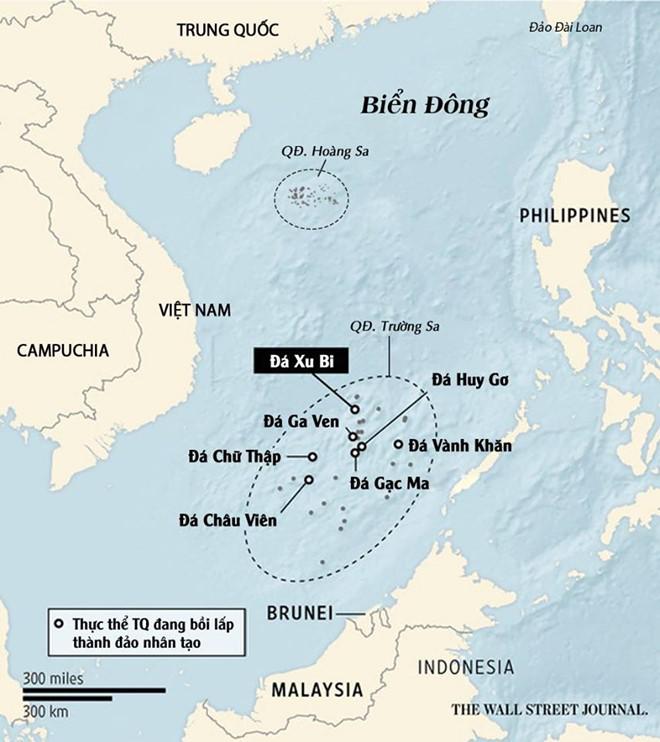 TRUNG QUỐC
Đảo Đài Loan
Biển Đông
QĐ. Hoàng Sa
PHILIPPINES
VIỆT NAM
QĐ. Trường Sa
CAMPUCHIA
Đá Xu Bi
Đá Huy Gơ
Đá Ga Ven
Đá Vành Khăn
Đá Chữ Thập
Đá Gạc Ma
Đá Châu Viên
BRUNEI
Thực thể TQ đang bồi lấp
thành đảo nhân tạo
INDONESIA
300 miles
MALAYSIA
300 km
THE WALL STREET JOURNAL.